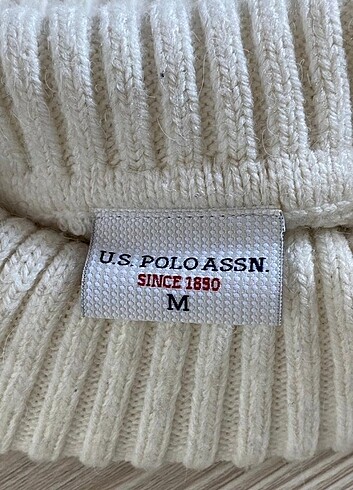 U.S. POLO ASSN.
SINCE 1890
M